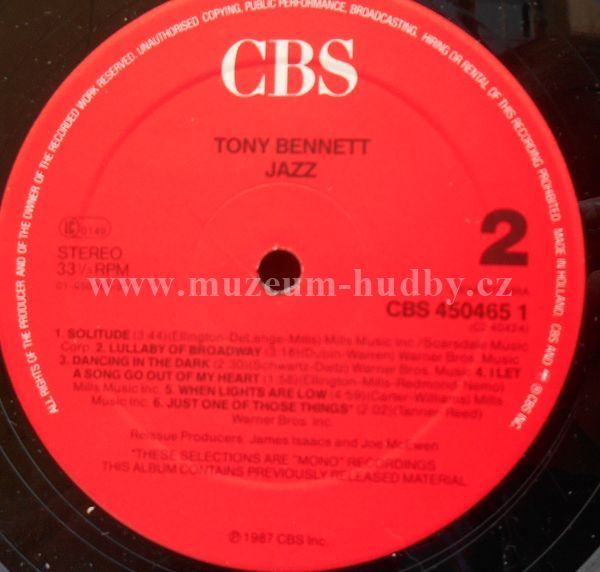 ALL RIGHTS OF THE PRODUCER AND OF THE OWNER OF THE RECORDED WORK RESERVED. UNAUTHORISED COPYING, PUBLIC PERFORMANCE, BROADCASTING, HIRING OR RENTAL OF THIS RECORDING PROHIBITED. MADE IN HOLLAND. CBS AND ℗ CBS INC
CBS
TONY BENNETT
JAZZ
LC 0149
STEREO
33⅓ RPM
2
www.muzeum-hudby.cz
CBS 450465 1
(C2 40424)
1. SOLITUDE (3:44)(Ellington-DeLange-Mills) Mills Music Inc./Scarsdale Music
Corp. 2. LULLABY OF BROADWAY (3:16)(Dubin-Warren) Warner Bros. Music
3. DANCING IN THE DARK (2:30)(Schwartz-Dietz) Warner Bros. Music 4. I LET
A SONG GO OUT OF MY HEART (1:58)(Ellington-Mills-Redmond-Nemo)
Mills Music Inc. 5. WHEN LIGHTS ARE LOW (4:59)(Carter-Williams) Mills
Music Inc. 6. JUST ONE OF THOSE THINGS* (2:02)(Tanner-Reed)
Warner Bros. Inc.
Reissue Producers: James Isaacs and Joe McEwen
*THESE SELECTIONS ARE "MONO" RECORDINGS
THIS ALBUM CONTAINS PREVIOUSLY RELEASED MATERIAL
℗ 1987 CBS Inc.